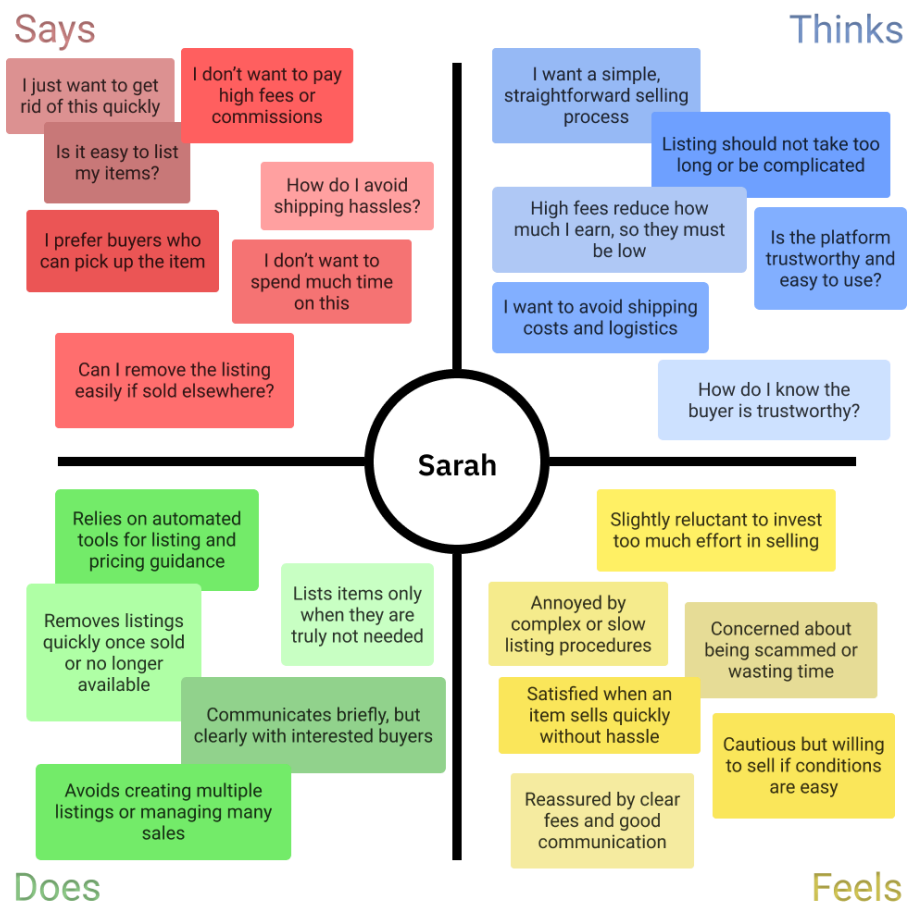 Says
Thinks
I just want to get
rid of this quickly
I don’t want to pay
high fees or
commissions
Is it easy to list
my items?
How do I avoid
shipping hassles?
I prefer buyers who
can pick up the item
I don’t want to
spend much time
on this
Can I remove the listing
easily if sold elsewhere?
I want a simple,
straightforward selling
process
Listing should not take too
long or be complicated
High fees reduce how
much I earn, so they must
be low
Is the platform
trustworthy and
easy to use?
I want to avoid shipping
costs and logistics
How do I know the
buyer is trustworthy?
Sarah
Relies on automated
tools for listing and
pricing guidance
Lists items only
when they are
truly not needed
Removes listings
quickly once sold
or no longer
available
Communicates briefly, but
clearly with interested buyers
Avoids creating multiple
listings or managing many
sales
Slightly reluctant to invest
too much effort in selling
Annoyed by
complex or slow
listing procedures
Concerned about
being scammed or
wasting time
Satisfied when an
item sells quickly
without hassle
Cautious but willing
to sell if conditions
are easy
Reassured by clear
fees and good
communication
Does
Feels